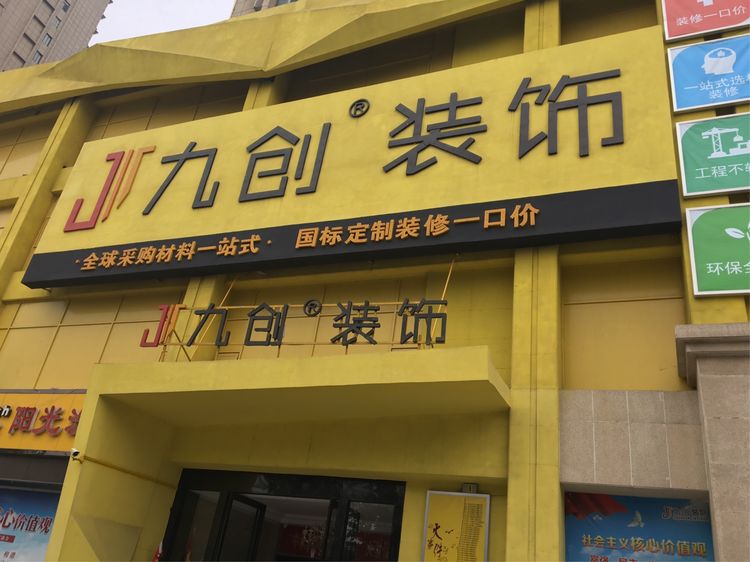 九创®装饰
·全球采购材料一站式· 国标定制装修一口价
九创®装饰
装修一口价
一站式选
装修
工程不
环保
阳光
心价值观
社会主义核心价值观